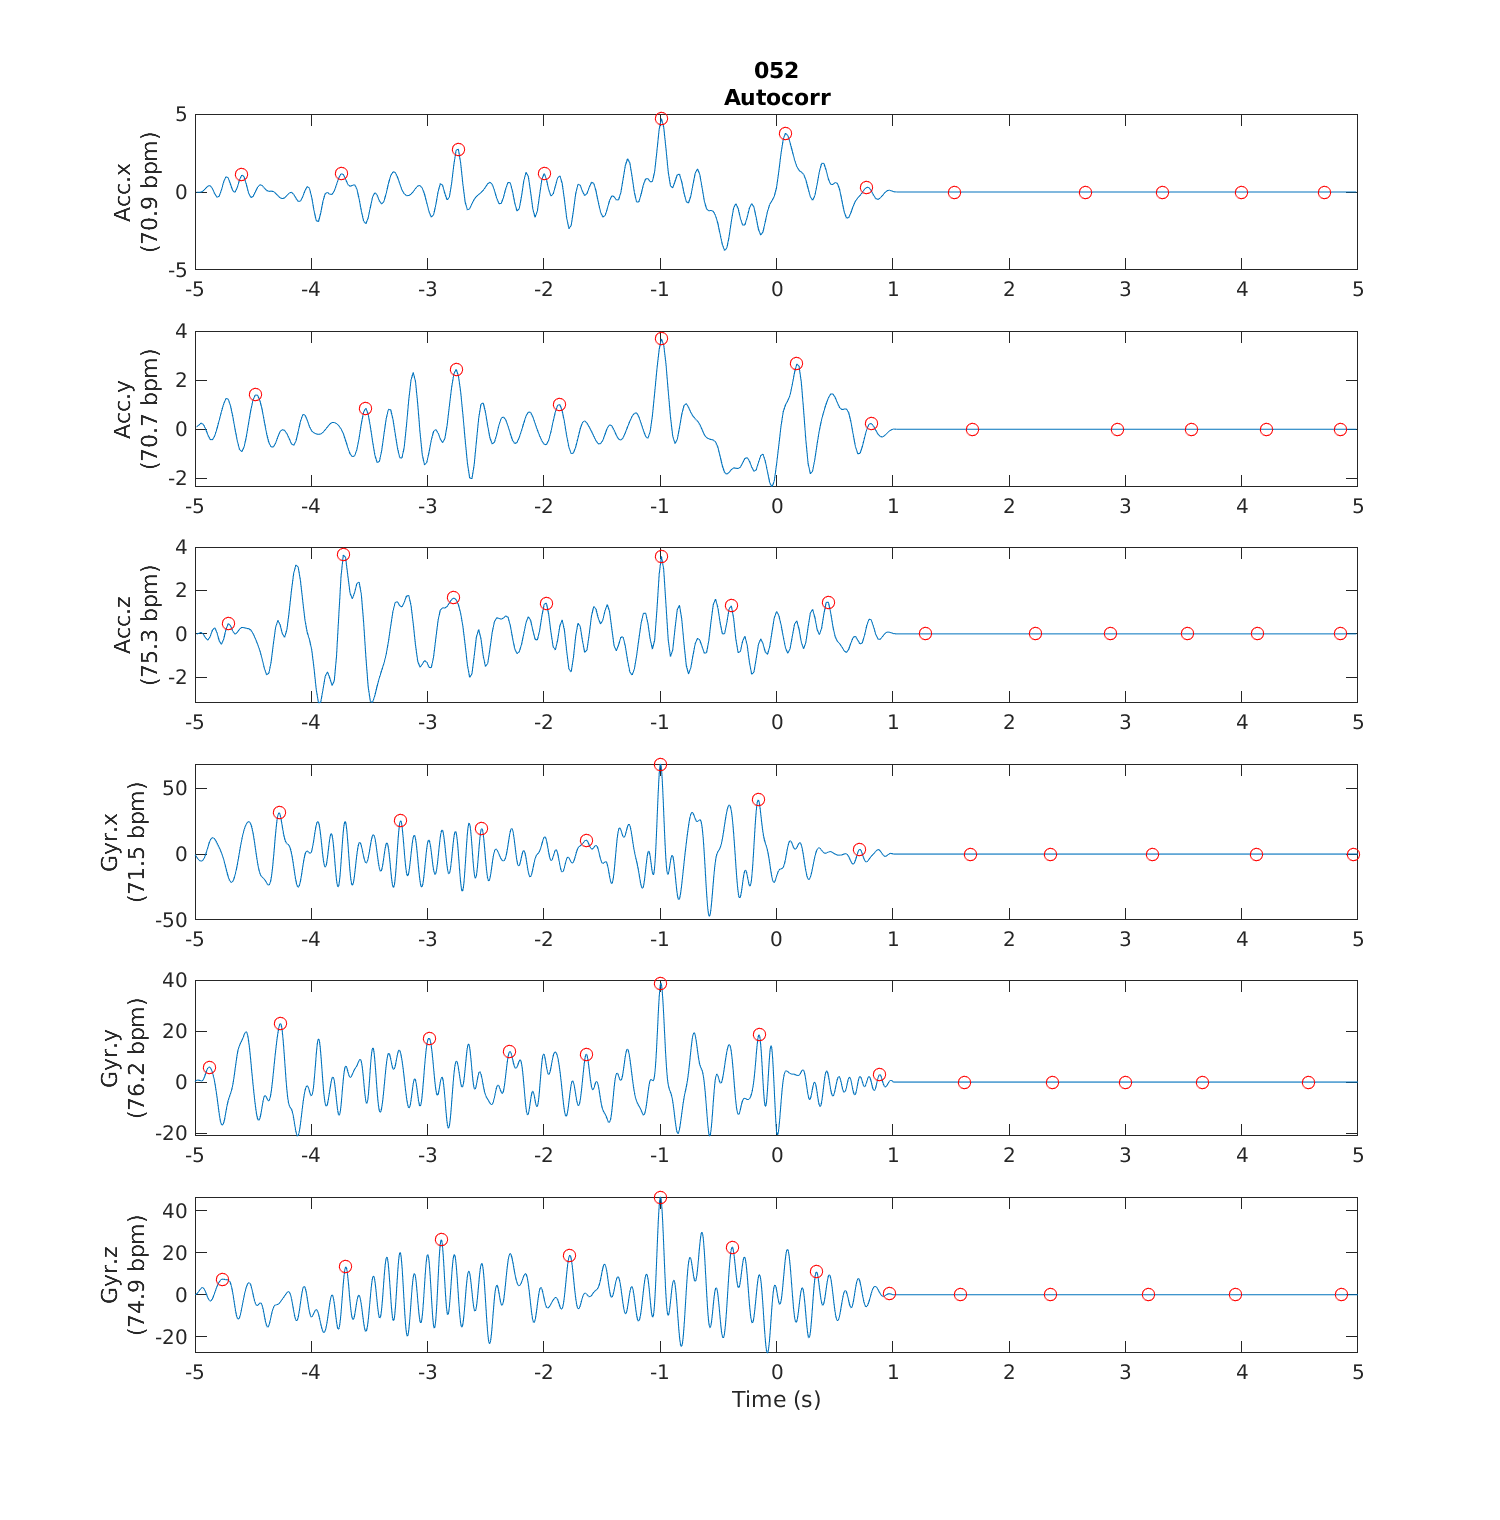 052
Autocorr
Acc.x
(70.9 bpm)
5
0
-5
-5 -4 -3 -2 -1 0 1 2 3 4 5
Acc.y
(70.7 bpm)
4
2
0
-2
-5 -4 -3 -2 -1 0 1 2 3 4 5
Acc.z
(75.3 bpm)
4
2
0
-2
-5 -4 -3 -2 -1 0 1 2 3 4 5
Gyr.x
(71.5 bpm)
50
0
-50
-5 -4 -3 -2 -1 0 1 2 3 4 5
Gyr.y
(76.2 bpm)
40
20
0
-20
-5 -4 -3 -2 -1 0 1 2 3 4 5
Gyr.z
(74.9 bpm)
40
20
0
-20
-5 -4 -3 -2 -1 0 1 2 3 4 5
Time (s)